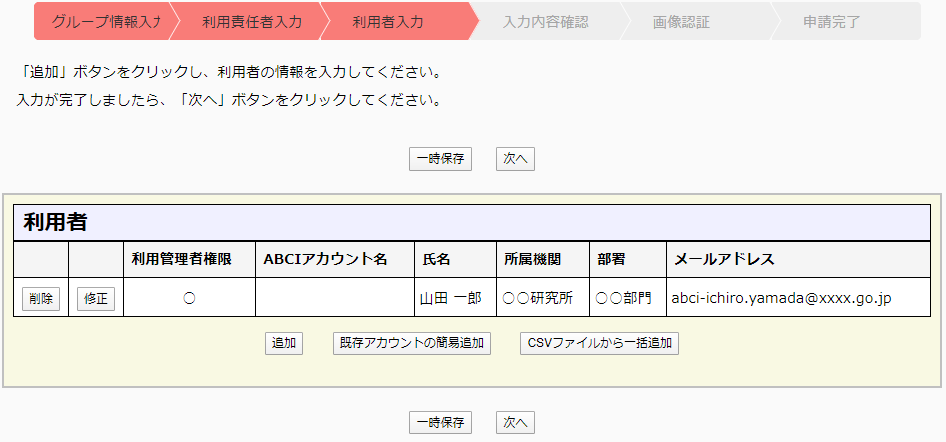 グループ情報入力 利用責任者入力 利用者入力 入力内容確認 画像認証 申請完了
「追加」ボタンをクリックし、利用者の情報を入力してください。
入力が完了しましたら、「次へ」ボタンをクリックしてください。
一時保存 次へ
利用者
利用管理者権限 ABCIアカウント名 氏名 所属機関 部署 メールアドレス
削除 修正 ○ 山田 一郎 ○○研究所 ○○部門 abci-ichiro.yamada@xxxx.go.jp
追加 既存アカウントの簡易追加 CSVファイルから一括追加
一時保存 次へ